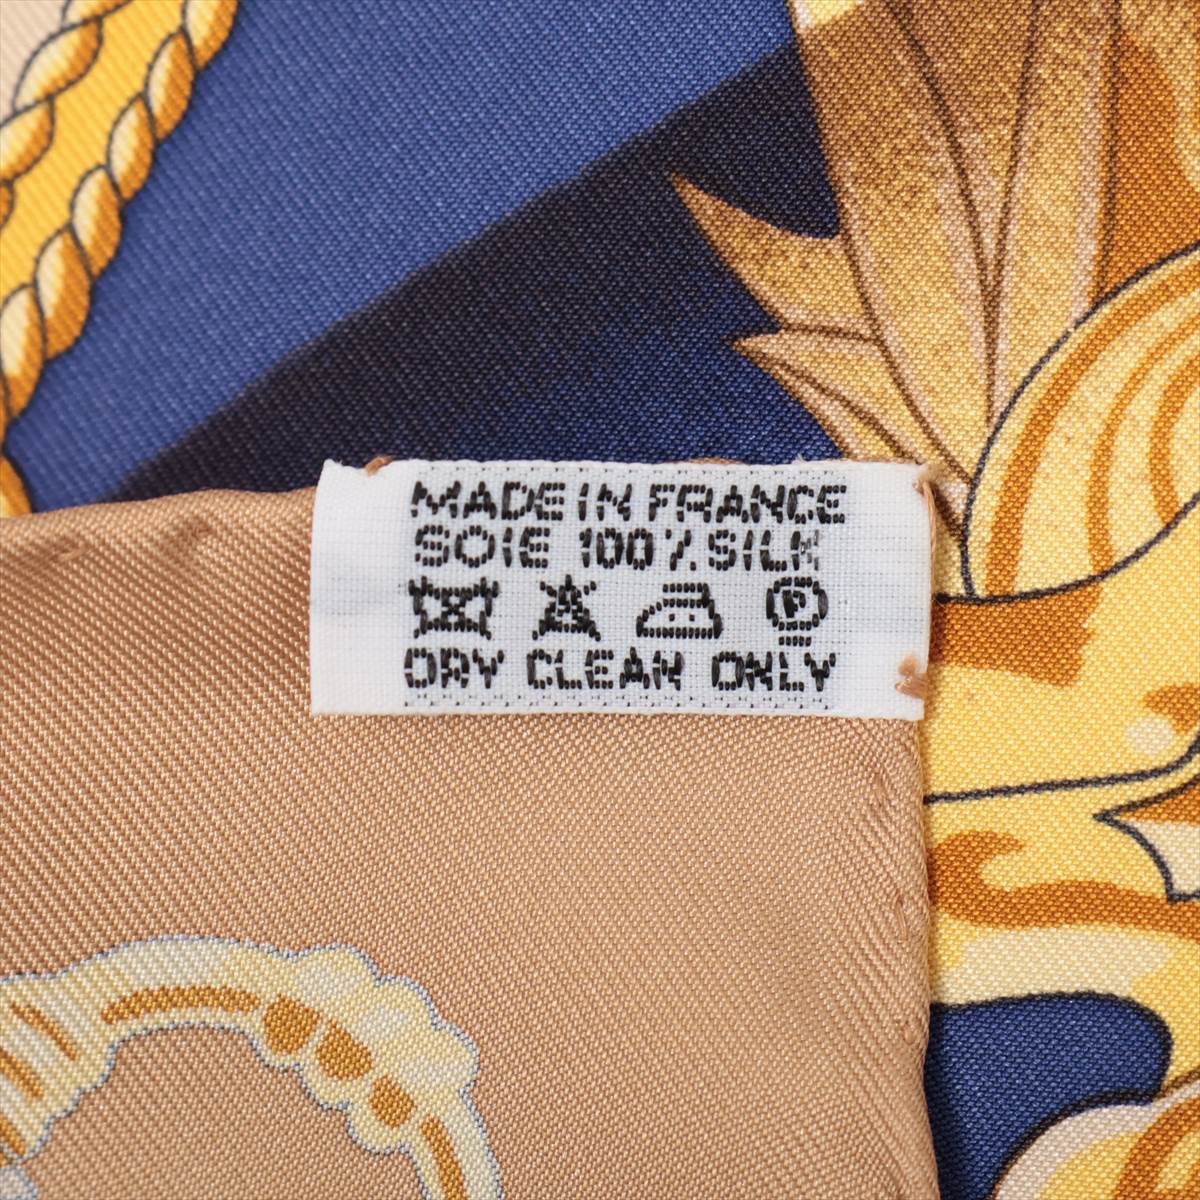 MADE IN FRANCE
SOIE 100% SILK
P
DRY CLEAN ONLY